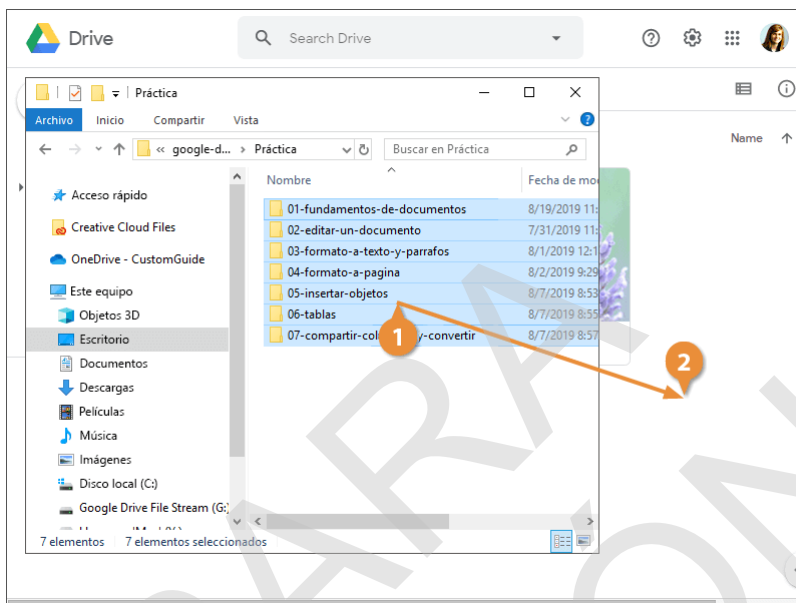 Drive
Search Drive
Práctica
Archivo Inicio Compartir Vista
« google-d... > Práctica
Buscar en Práctica
Name
Nombre
Fecha de mo
Acceso rápido
Creative Cloud Files
OneDrive - CustomGuide
Este equipo
Objetos 3D
Escritorio
Documentos
Descargas
Películas
Música
Imágenes
Disco local (C:)
Google Drive File Stream (G:
01-fundamentos-de-documentos 8/19/2019 11:
02-editar-un-documento 7/31/2019 11:
03-formato-a-texto-y-parrafos 8/1/2019 12:1
04-formato-a-pagina 8/2/2019 9:29
05-insertar-objetos 8/7/2019 8:53
06-tablas 8/7/2019 8:55
07-compartir-col y-convertir 8/7/2019 8:57
1
2
7 elementos 7 elementos seleccionados
PARA